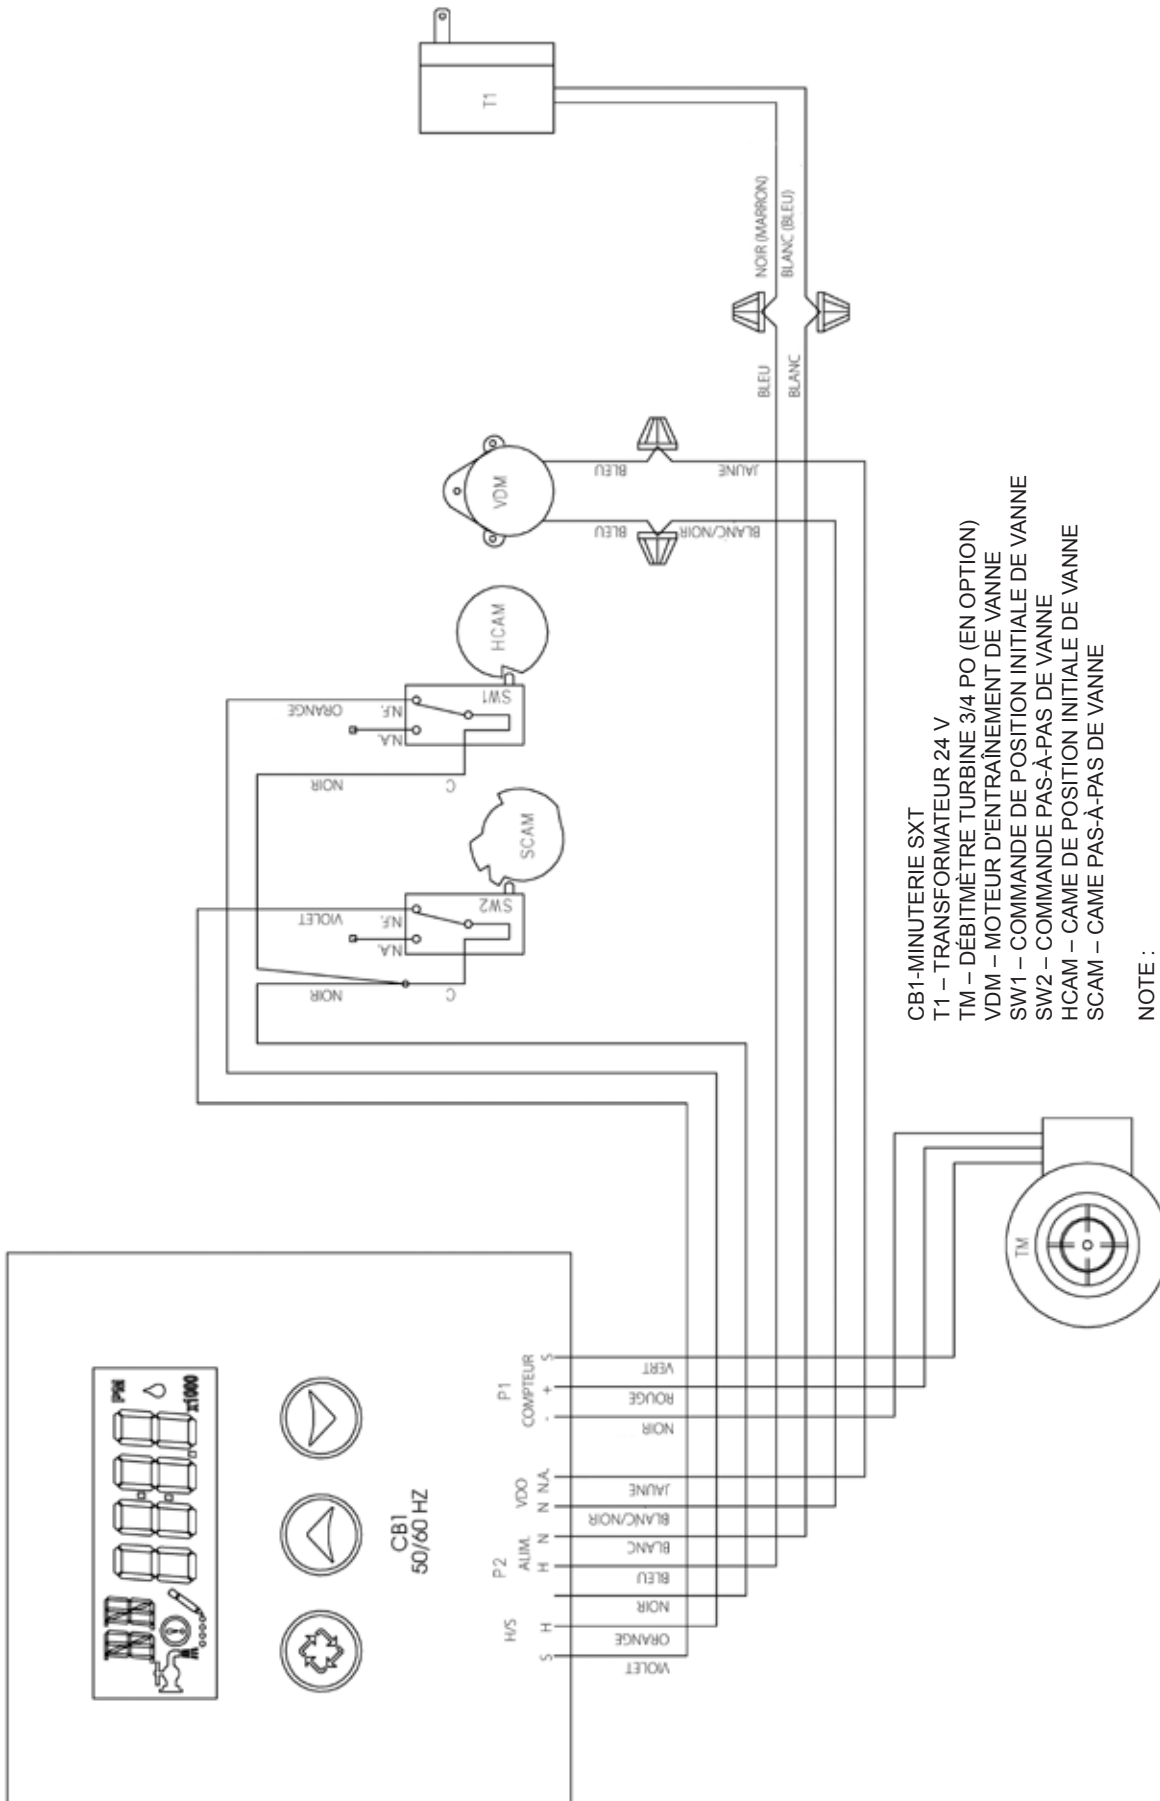 T1
NOIR (MARRON)
BLANC (BLEU)
BLEU
BLANC
VDM
BLEU
JAUNE
BLEU
BLANC/NOIR
HCAM
SW1
N.F.
N.A.
ORANGE
NOIR
C
SCAM
SW2
N.F.
N.A.
VIOLET
NOIR
C
PM
x1000
CB1
50/60 HZ
P1
COMPTEUR
S
+
-
VERT
ROUGE
NOIR
VDO
N.A.
N
JAUNE
BLANC/NOIR
P2
ALIM.
N
H
BLANC
BLEU
NOIR
H/S
H
S
ORANGE
VIOLET
TM
CB1-MINUTERIE SXT
T1 – TRANSFORMATEUR 24 V
TM – DÉBITMÈTRE TURBINE 3/4 PO (EN OPTION)
VDM – MOTEUR D'ENTRAÎNEMENT DE VANNE
SW1 – COMMANDE DE POSITION INITIALE DE VANNE
SW2 – COMMANDE PAS-À-PAS DE VANNE
HCAM – CAME DE POSITION INITIALE DE VANNE
SCAM – CAME PAS-À-PAS DE VANNE
NOTE :